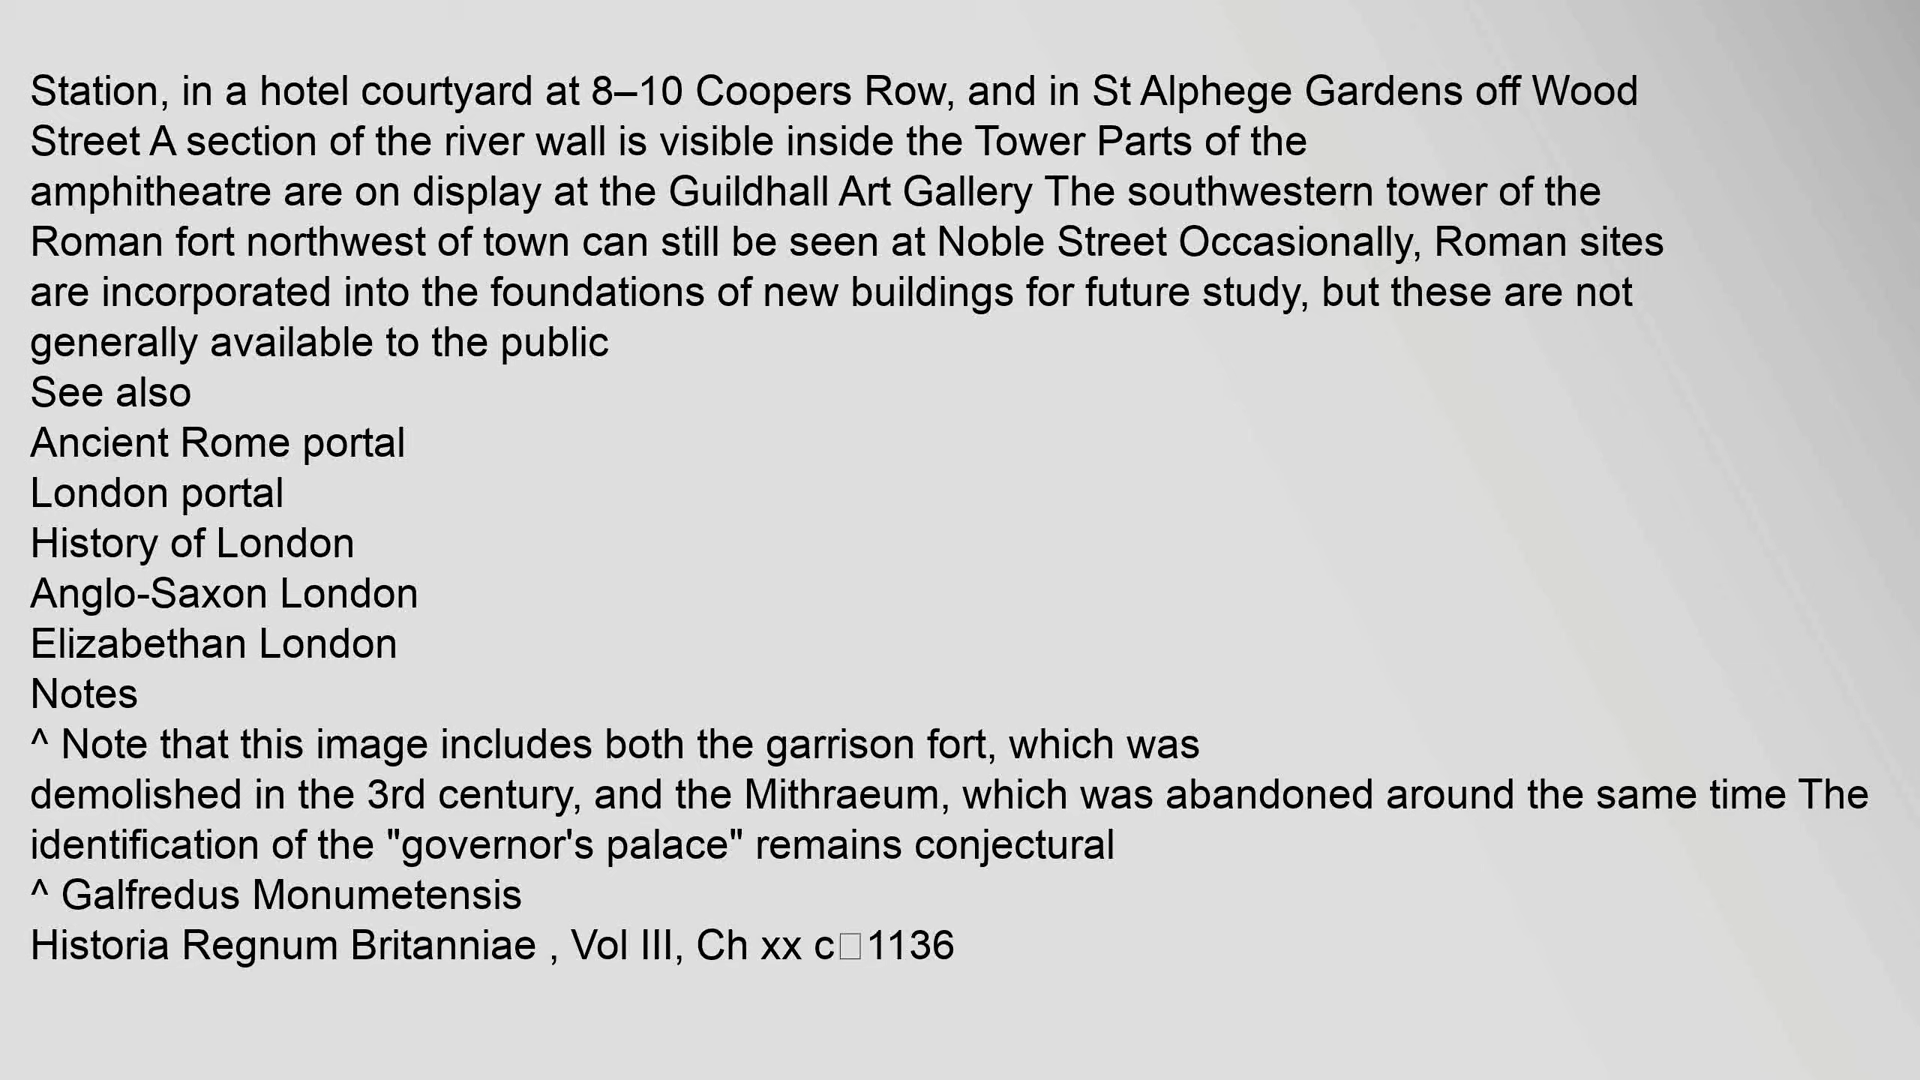 Station, in a hotel courtyard at 8–10 Coopers Row, and in St Alphege Gardens off Wood
Street A section of the river wall is visible inside the Tower Parts of the
amphitheatre are on display at the Guildhall Art Gallery The southwestern tower of the
Roman fort northwest of town can still be seen at Noble Street Occasionally, Roman sites
are incorporated into the foundations of new buildings for future study, but these are not
generally available to the public
See also
Ancient Rome portal
London portal
History of London
Anglo-Saxon London
Elizabethan London
Notes
^ Note that this image includes both the garrison fort, which was
demolished in the 3rd century, and the Mithraeum, which was abandoned around the same time The
identification of the "governor's palace" remains conjectural
^ Galfredus Monumetensis
Historia Regnum Britanniae , Vol III, Ch xx c□1136